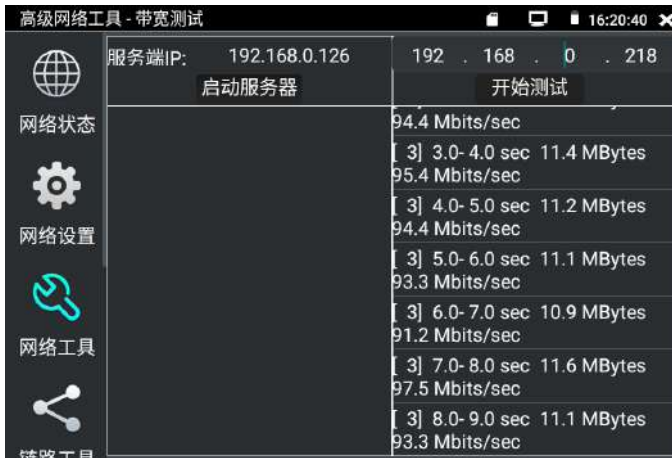 高级网络工具 - 带宽测试 16:20:40
服务端IP: 192.168.0.126
192 . 168 . 0 . 218
启动服务器
开始测试
网络状态
网络设置
网络工具
链路工具
94.4 Mbits/sec
[ 3] 3.0- 4.0 sec 11.4 MBytes
95.4 Mbits/sec
[ 3] 4.0- 5.0 sec 11.2 MBytes
94.4 Mbits/sec
[ 3] 5.0- 6.0 sec 11.1 MBytes
93.3 Mbits/sec
[ 3] 6.0- 7.0 sec 10.9 MBytes
91.2 Mbits/sec
[ 3] 7.0- 8.0 sec 11.6 MBytes
97.5 Mbits/sec
[ 3] 8.0- 9.0 sec 11.1 MBytes
93.3 Mbits/sec